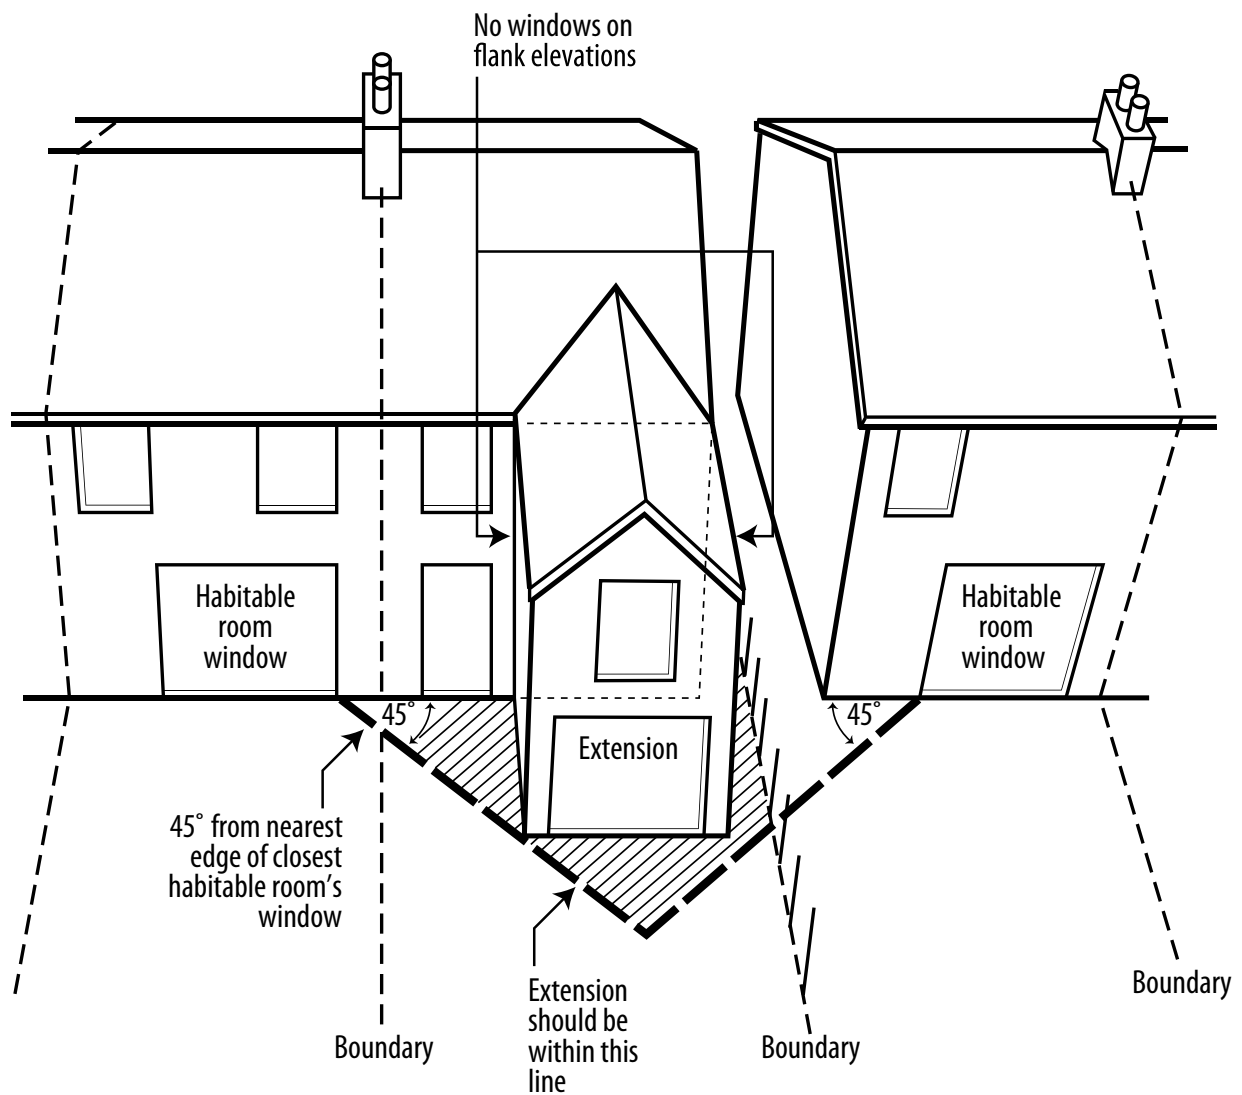 No windows on
flank elevations
Habitable
room
window
Habitable
room
window
45˚
45˚
Extension
45˚ from nearest
edge of closest
habitable room's
window
Extension
should be
within this
line
Boundary
Boundary
Boundary